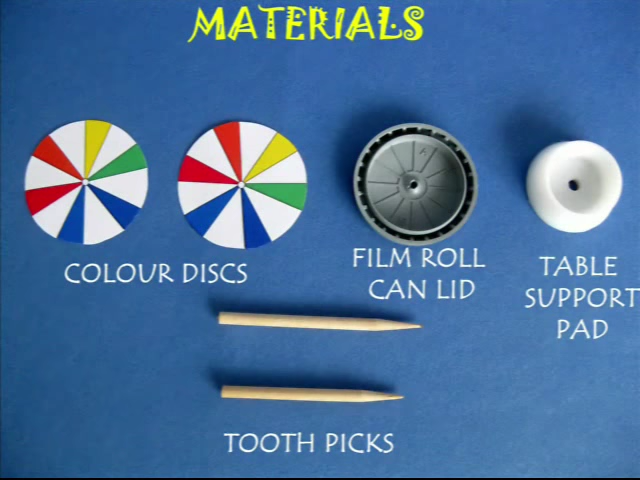 MATERIALS
COLOUR DISCS
FILM ROLL
CAN LID
TABLE
SUPPORT
PAD
TOOTH PICKS